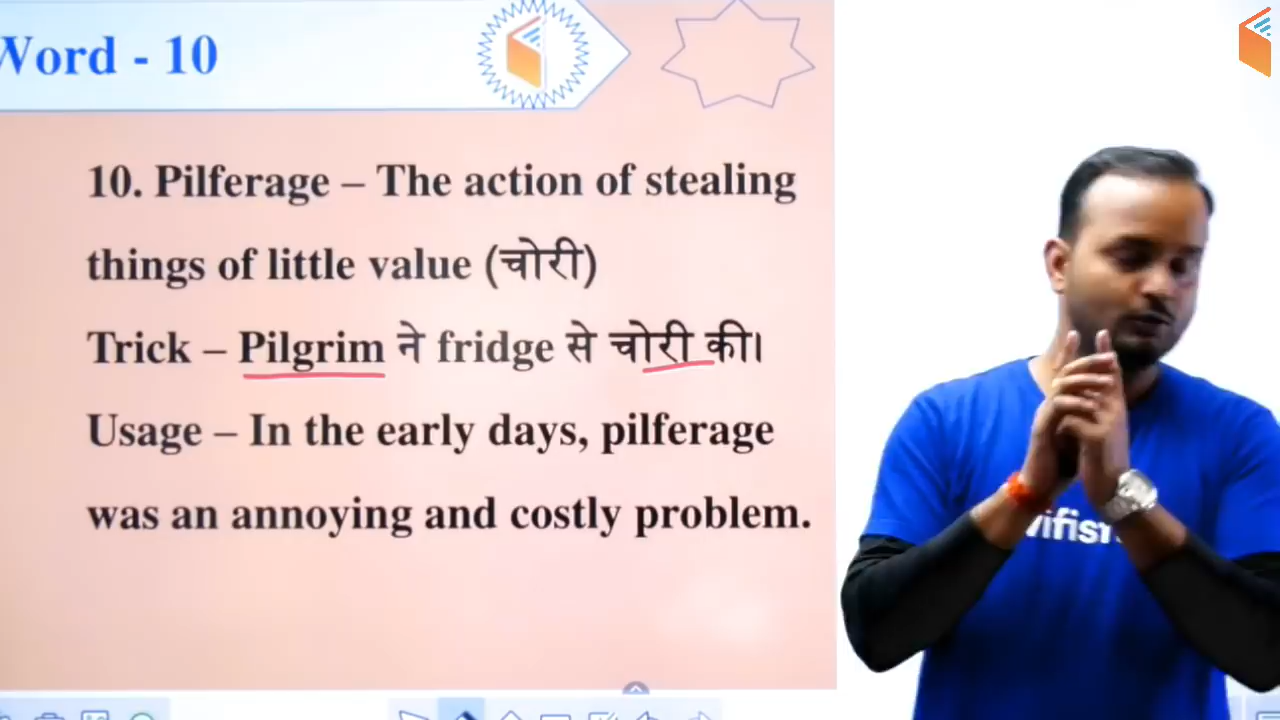 Word - 10
10. Pilferage – The action of stealing
things of little value (चोरी)
Trick – Pilgrim ने fridge से चोरी की।
Usage – In the early days, pilferage
was an annoying and costly problem.